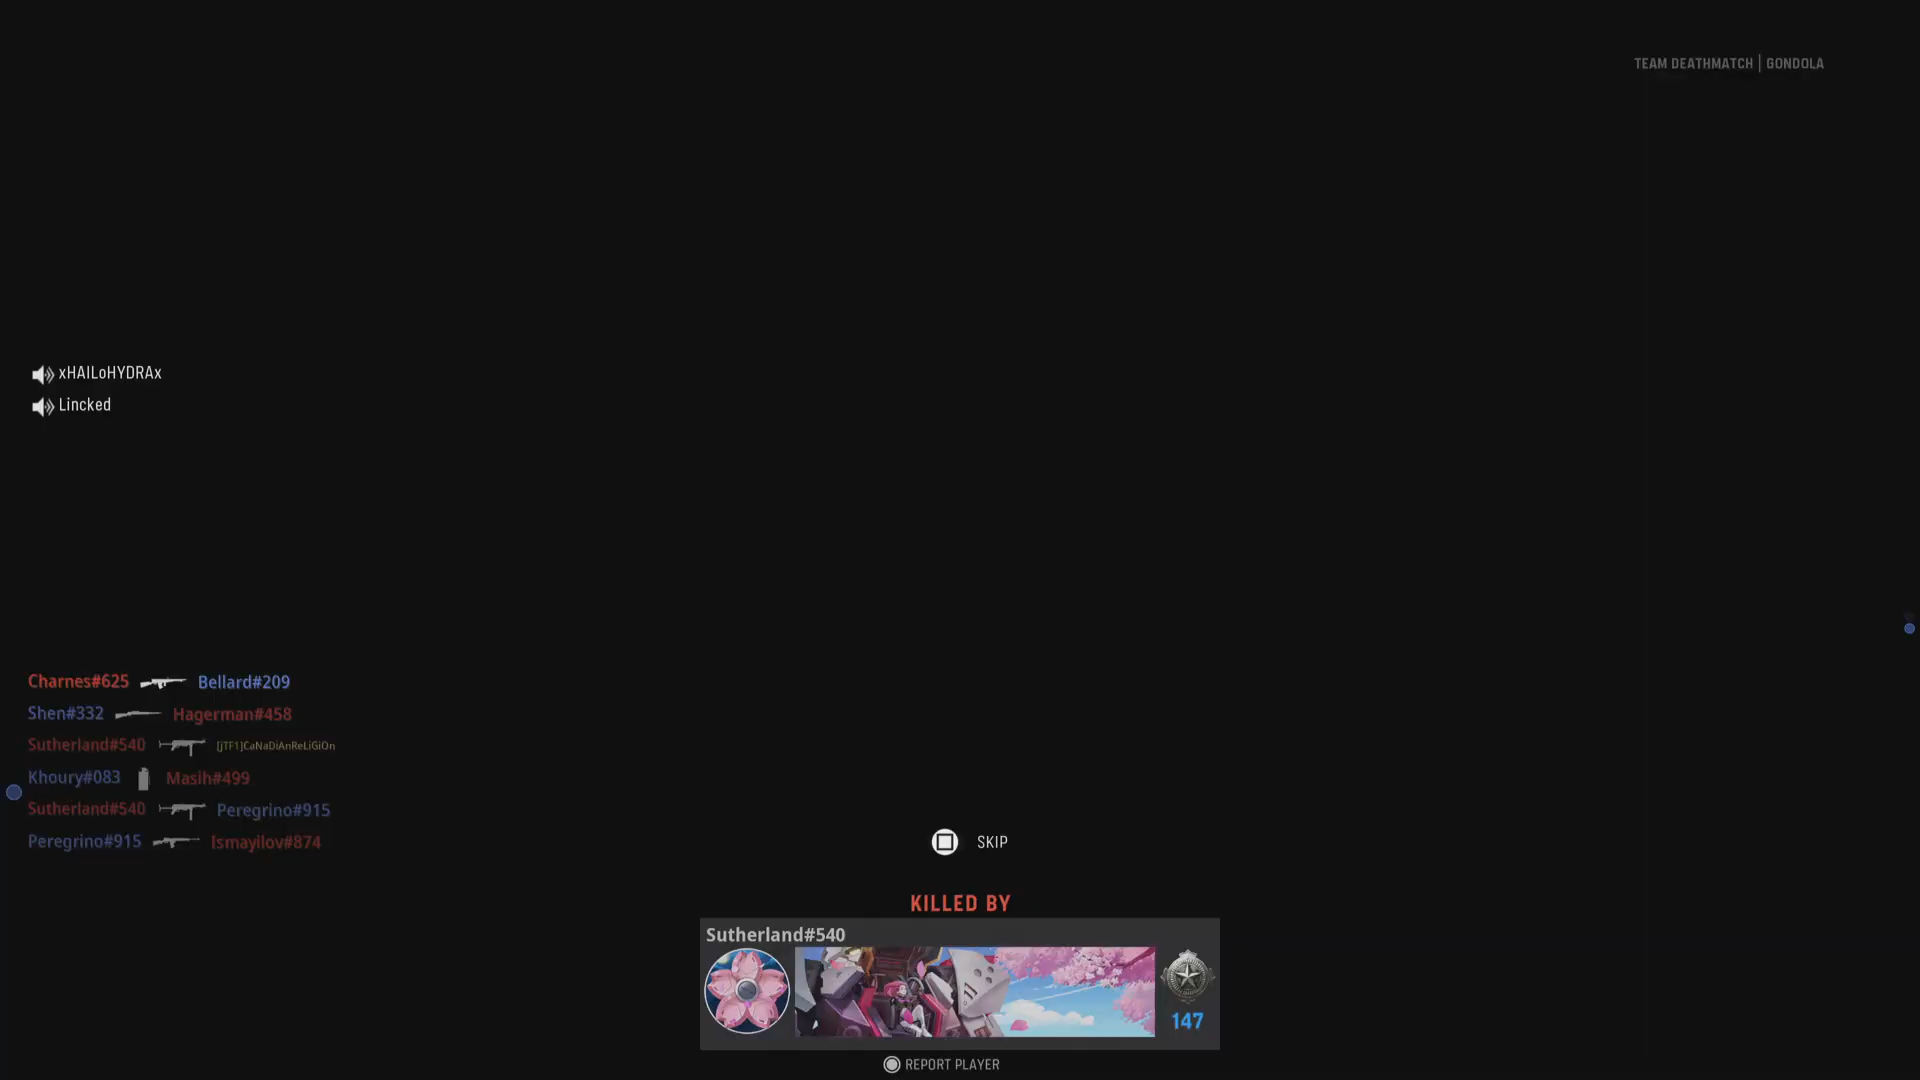 TEAM DEATHMATCH | GONDOLA
xHAILoHYDRAx
Lincked
Charnes#625 Bellard#209
Shen#332 Hagerman#458
Sutherland#540 [jTF1]CaNaDiAnReLiGiOn
Khoury#083 Masih#499
Sutherland#540 Peregrino#915
Peregrino#915 Ismayilov#874
SKIP
KILLED BY
Sutherland#540
11
147
REPORT PLAYER